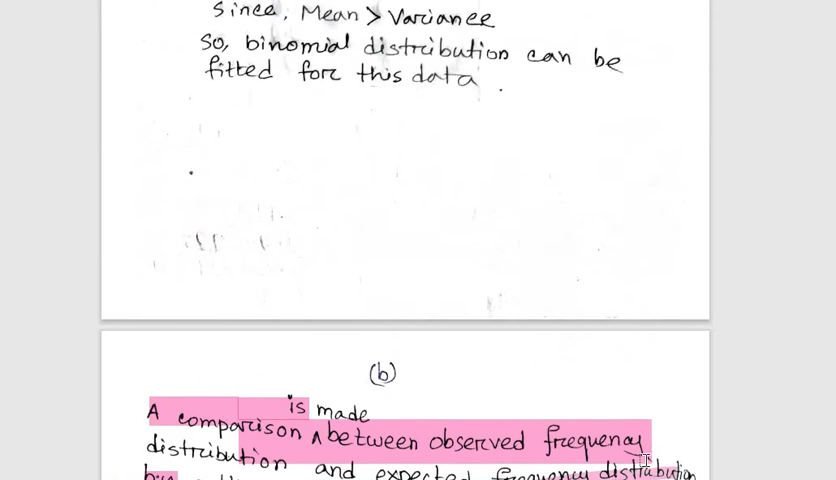 Since, Mean > Variance
So, binomial distribution can be
fitted for this data.
(b)
A comparison ^ is made between observed frequency
distribution and expected frequency distribution